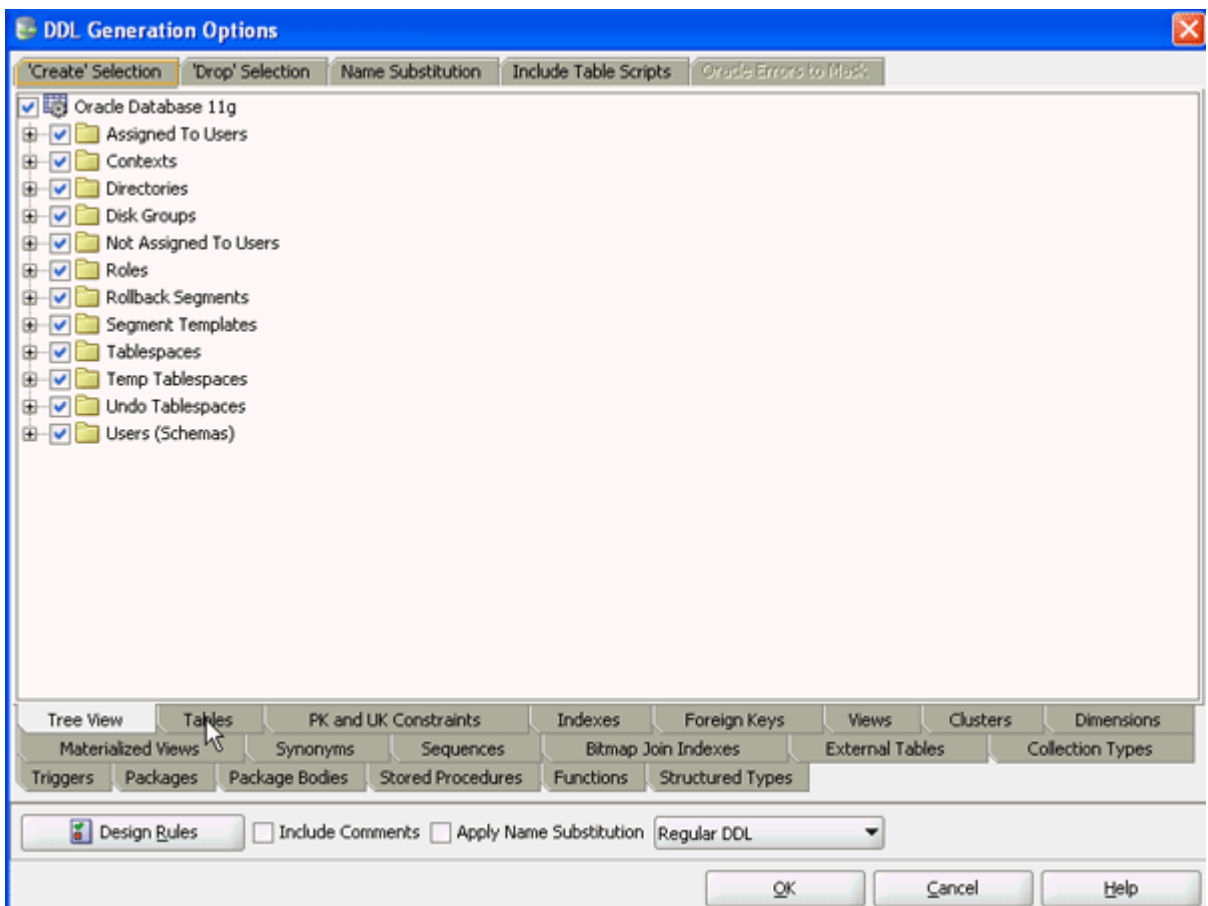 DDL Generation Options
'Create' Selection 'Drop' Selection Name Substitution Include Table Scripts Oracle Errors to Mask
Oracle Database 11g
Assigned To Users
Contexts
Directories
Disk Groups
Not Assigned To Users
Roles
Rollback Segments
Segment Templates
Tablespaces
Temp Tablespaces
Undo Tablespaces
Users (Schemas)
Tree View Tables PK and UK Constraints Indexes Foreign Keys Views Clusters Dimensions
Materialized Views Synonyms Sequences Bitmap Join Indexes External Tables Collection Types
Triggers Packages Package Bodies Stored Procedures Functions Structured Types
Design Rules Include Comments Apply Name Substitution Regular DDL
OK Cancel Help